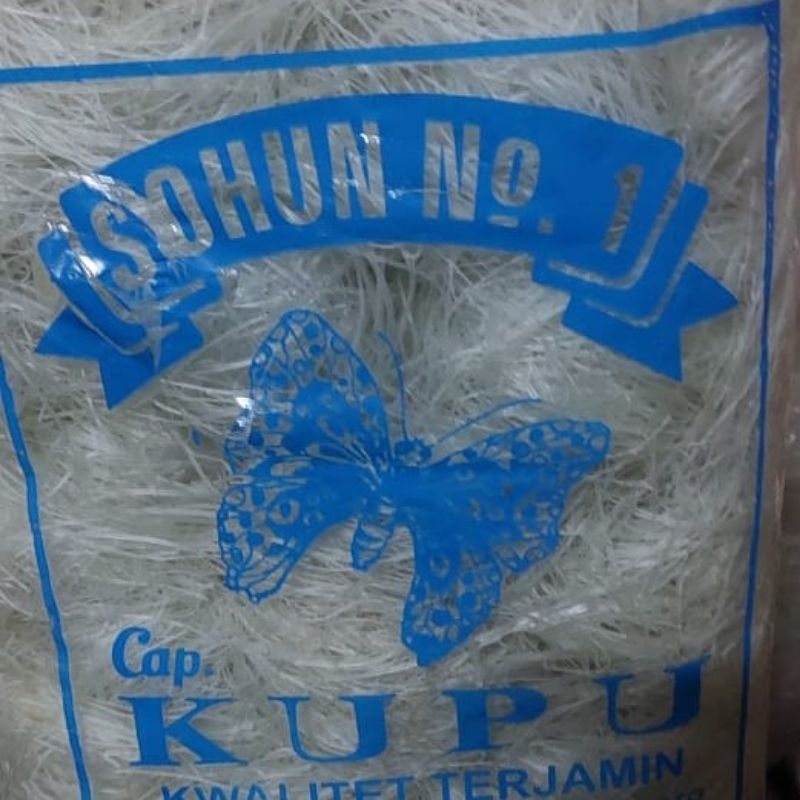 SOHUN No. 1
Cap.
KUPU
KWALITET TERJAMIN